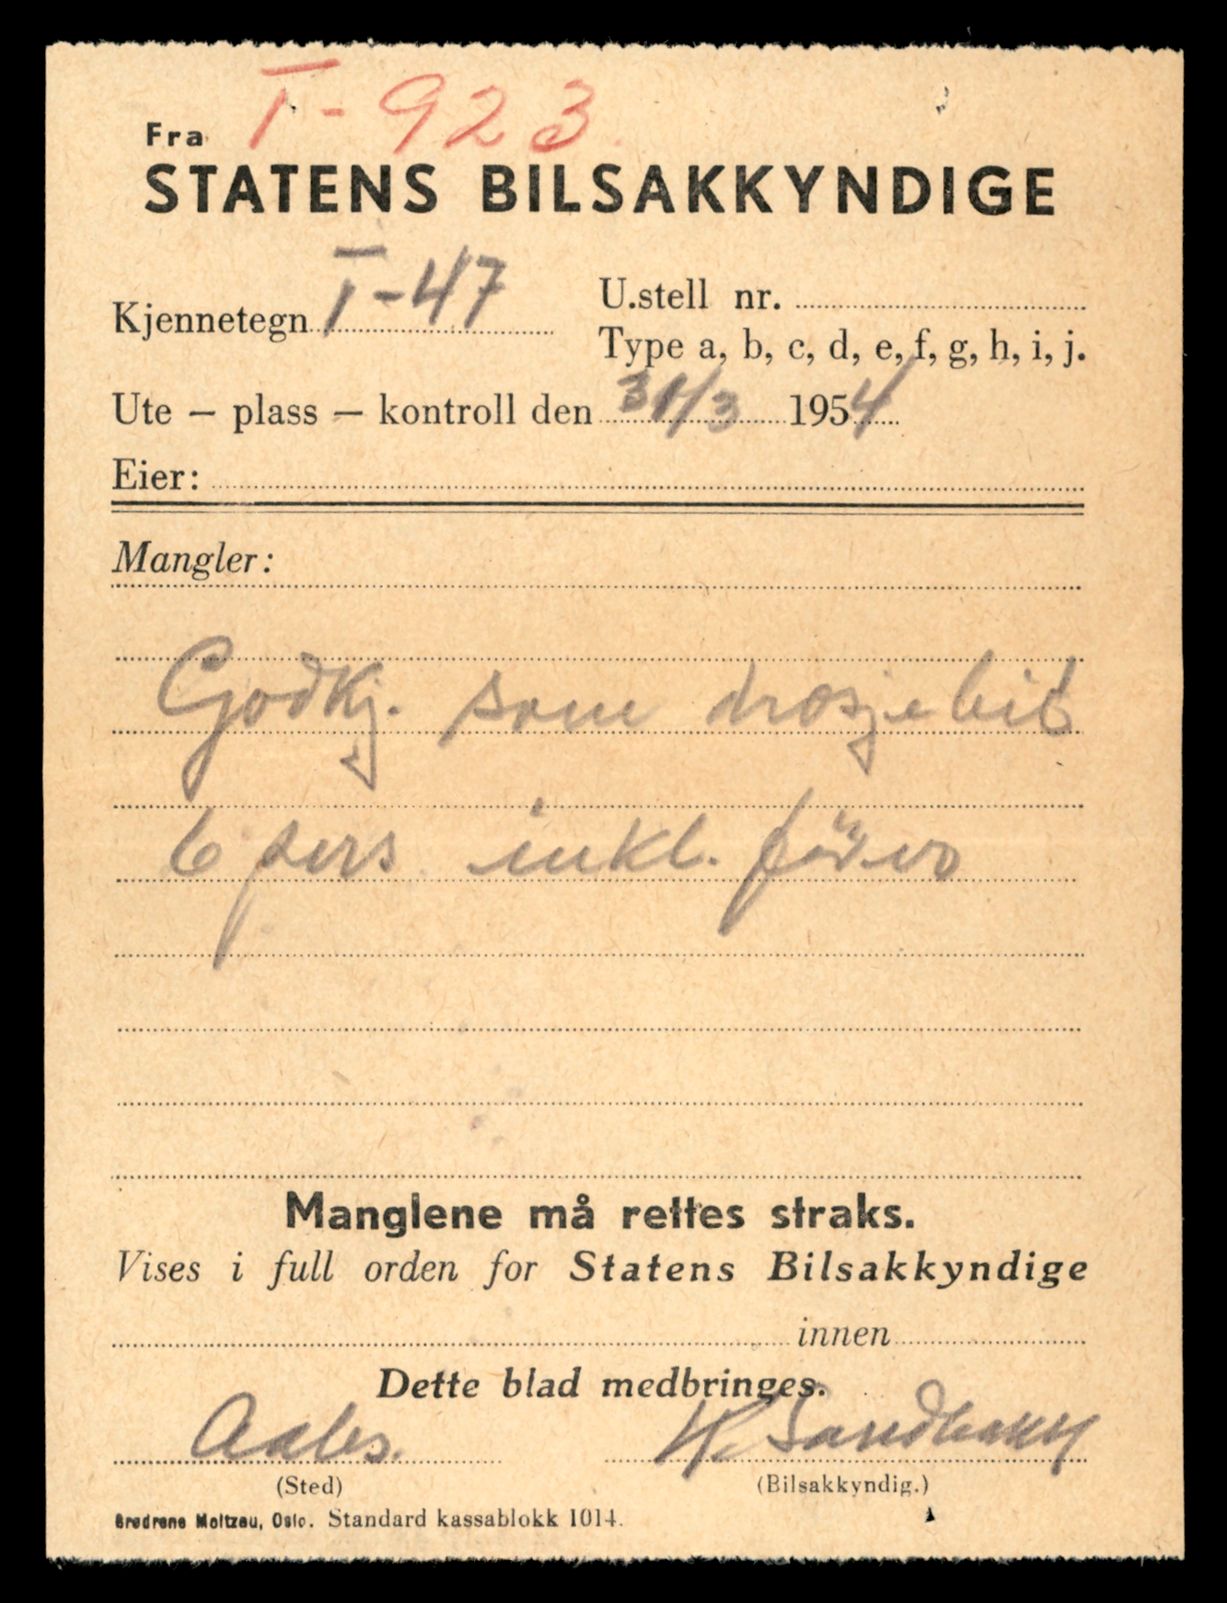 T-923
Fra
STATENS BILSAKKYNDIGE
Kjennetegn T-47
U.stell nr.
Type a, b, c, d, e, f, g, h, i, j.
Ute — plass — kontroll den 31/3 1954
Eier:
Mangler:
Godkj. som drosjebil
6 pers inkl. fører
Manglene må rettes straks.
Vises i full orden for Statens Bilsakkyndige
innen
Dette blad medbringes.
Aales. H. Sandbakk
(Sted) (Bilsakkyndig.)
Brødrene Moltzau, Oslo. Standard kassablokk 1014.